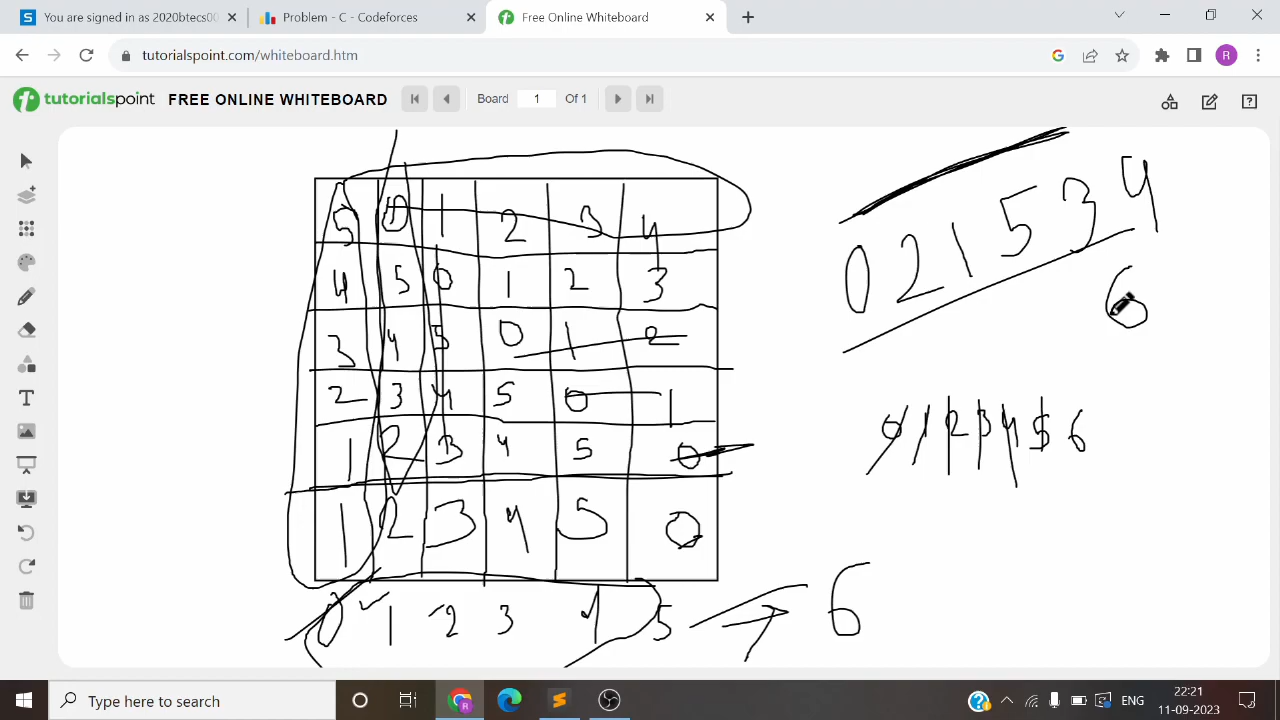 You are signed in as 2020btecs00
Problem - C - Codeforces
Free Online Whiteboard
tutorialspoint.com/whiteboard.htm
R
tutorialspoint FREE ONLINE WHITEBOARD
Board 1 Of 1
5 0 1 2 3 4
4 5 0 1 2 3
3 4 5 0 1 2
2 3 4 5 0 1
1 2 3 4 5 0
1 2 3 4 5 0
0 1 2 3 4 5 → 6
0 2 1 5 3 4
6
0 1 2 3 4 5 6
Type here to search
ENG
22:21
11-09-2023